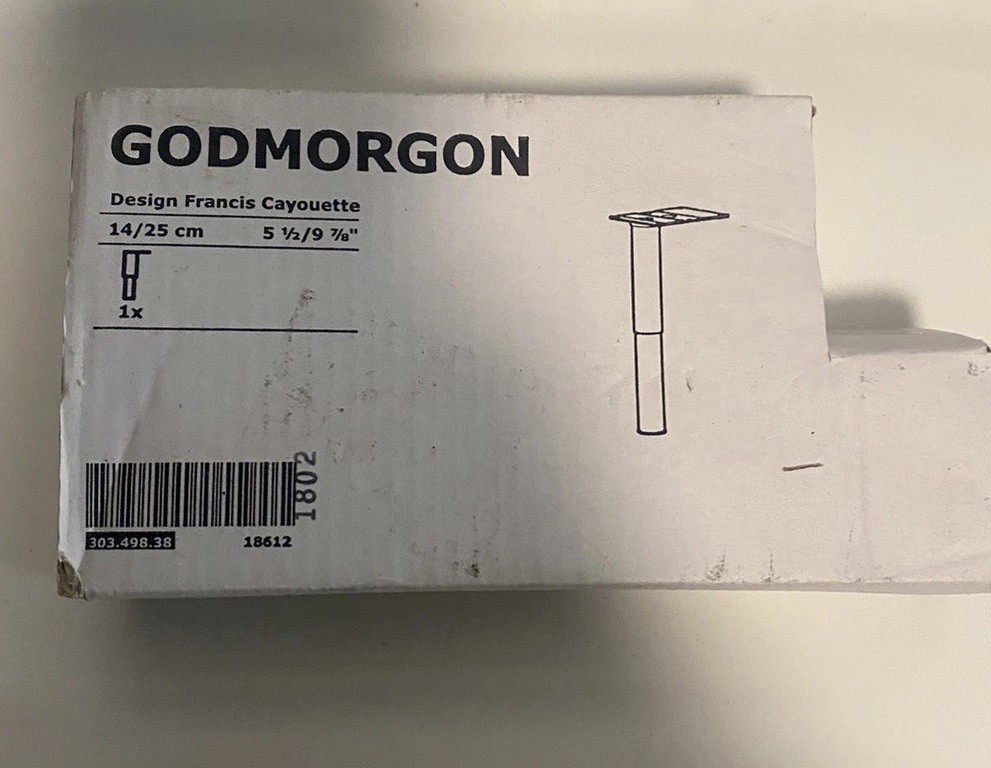 GODMORGON
Design Francis Cayouette
14/25 cm 5 ½/9 ⅞"
1x
1802
303.498.38 18612